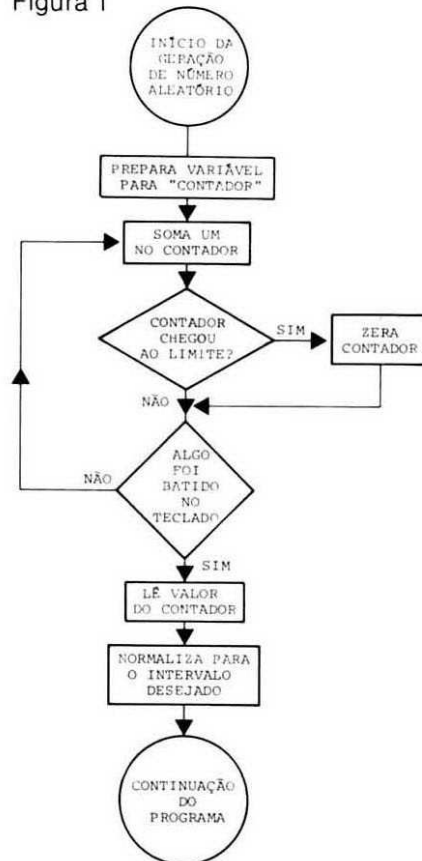 Figura 1
INÍCIO DA
GERAÇÃO
DE NÚMERO
ALEATÓRIO
PREPARA VARIÁVEL
PARA "CONTADOR"
SOMA UM
NO CONTADOR
CONTADOR
CHEGOU
AO LIMITE?
SIM
ZERA
CONTADOR
NÃO
ALGO
FOI
BATIDO
NO
TECLADO
NÃO
SIM
LÊ VALOR
DO CONTADOR
NORMALIZA PARA
O INTERVALO
DESEJADO
CONTINUAÇÃO
DO
PROGRAMA